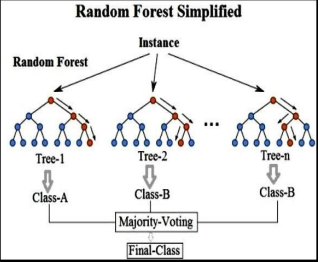 Random Forest Simplified
Instance
Random Forest
...
Tree-1 Tree-2 Tree-n
Class-A Class-B Class-B
Majority-Voting
Final-Class